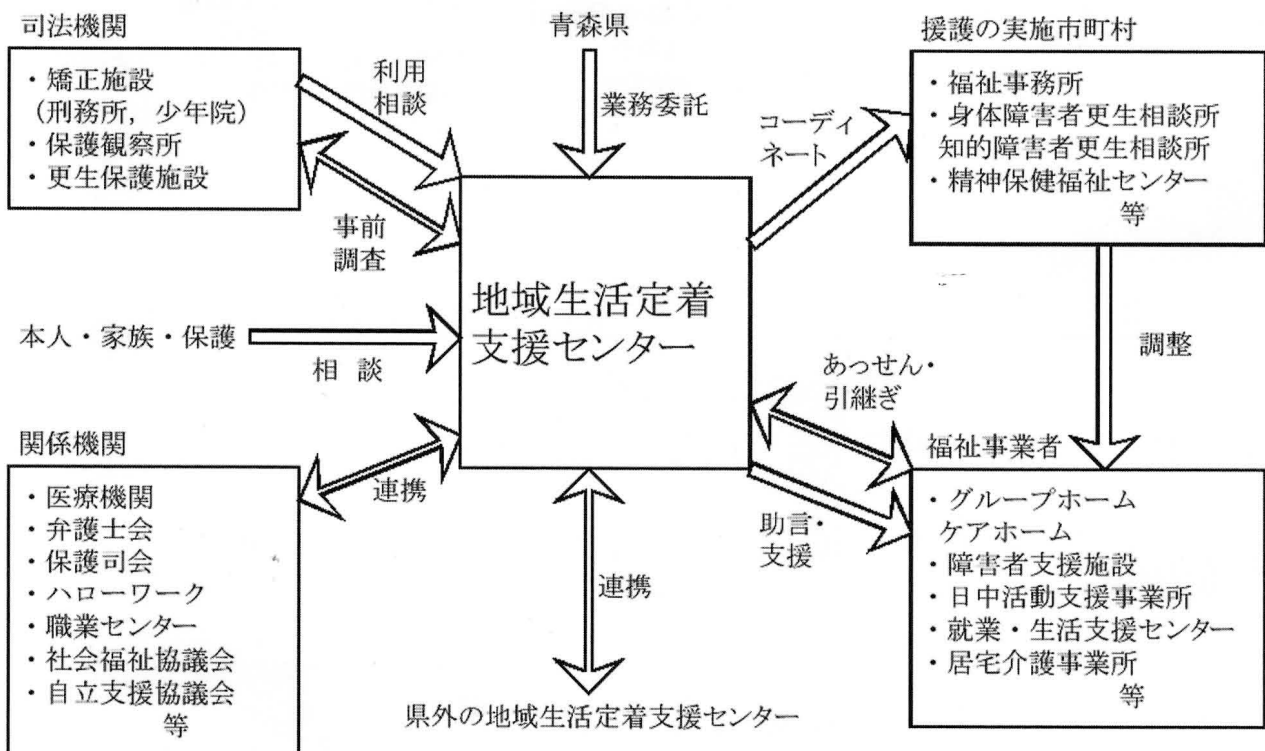 司法機関
・矯正施設
(刑務所，少年院)
・保護観察所
・更生保護施設
利用
相談
事前
調査
青森県
業務委託
援護の実施市町村
・福祉事務所
・身体障害者更生相談所
知的障害者更生相談所
・精神保健福祉センター
等
コーディ
ネート
地域生活定着
支援センター
本人・家族・保護
相 談
調整
あっせん・
引継ぎ
関係機関
・医療機関
・弁護士会
・保護司会
・ハローワーク
・職業センター
・社会福祉協議会
・自立支援協議会
等
連携
連携
県外の地域生活定着支援センター
助言・
支援
福祉事業者
・グループホーム
ケアホーム
・障害者支援施設
・日中活動支援事業所
・就業・生活支援センター
・居宅介護事業所
等